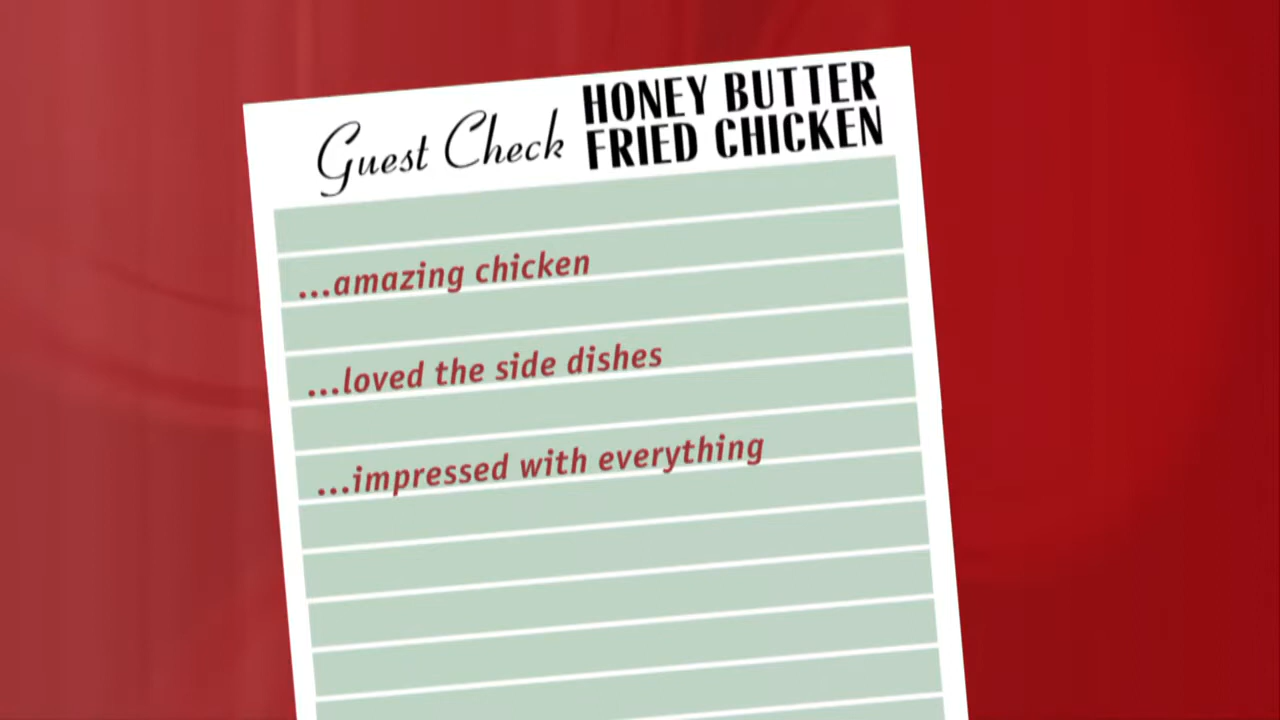 Guest Check
HONEY BUTTER
FRIED CHICKEN
...amazing chicken
...loved the side dishes
...impressed with everything